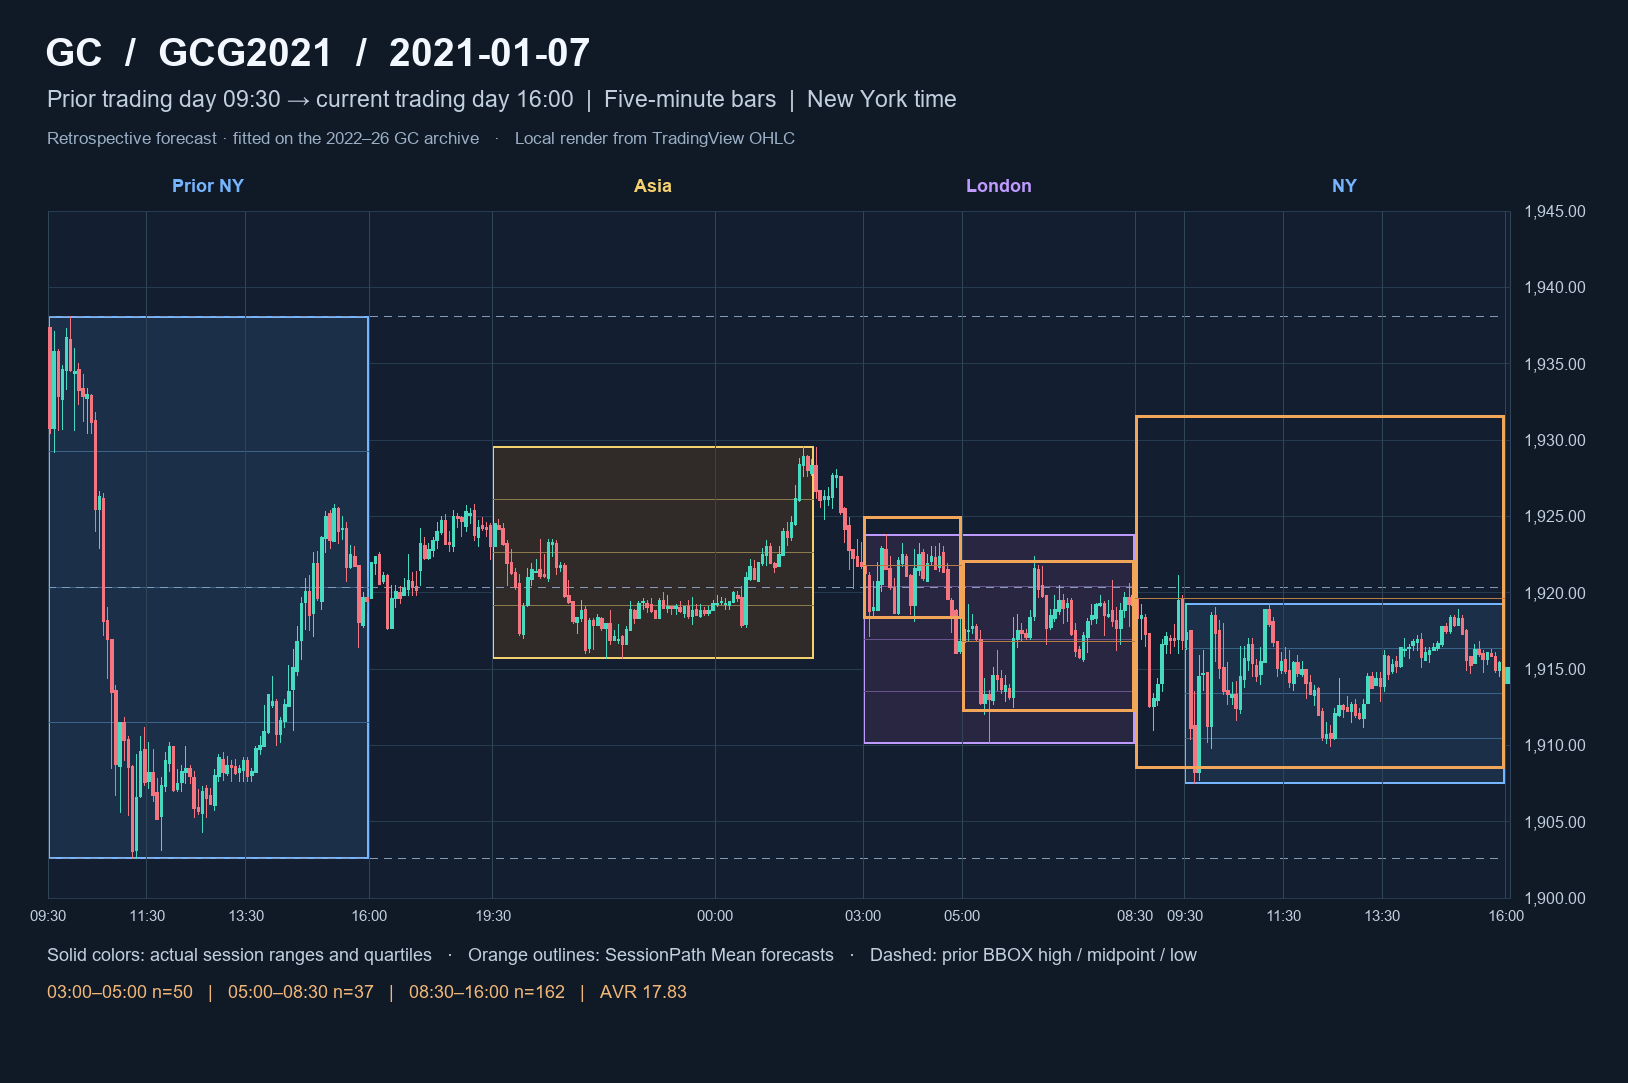 GC / GCG2021 / 2021-01-07
Prior trading day 09:30 → current trading day 16:00 | Five-minute bars | New York time
Retrospective forecast · fitted on the 2022–26 GC archive · Local render from TradingView OHLC
Prior NY Asia London NY
1,945.00
1,940.00
1,935.00
1,930.00
1,925.00
1,920.00
1,915.00
1,910.00
1,905.00
1,900.00
09:30 11:30 13:30 16:00 19:30 00:00 03:00 05:00 08:30 09:30 11:30 13:30 16:00
Solid colors: actual session ranges and quartiles · Orange outlines: SessionPath Mean forecasts · Dashed: prior BBOX high / midpoint / low
03:00–05:00 n=50 | 05:00–08:30 n=37 | 08:30–16:00 n=162 | AVR 17.83